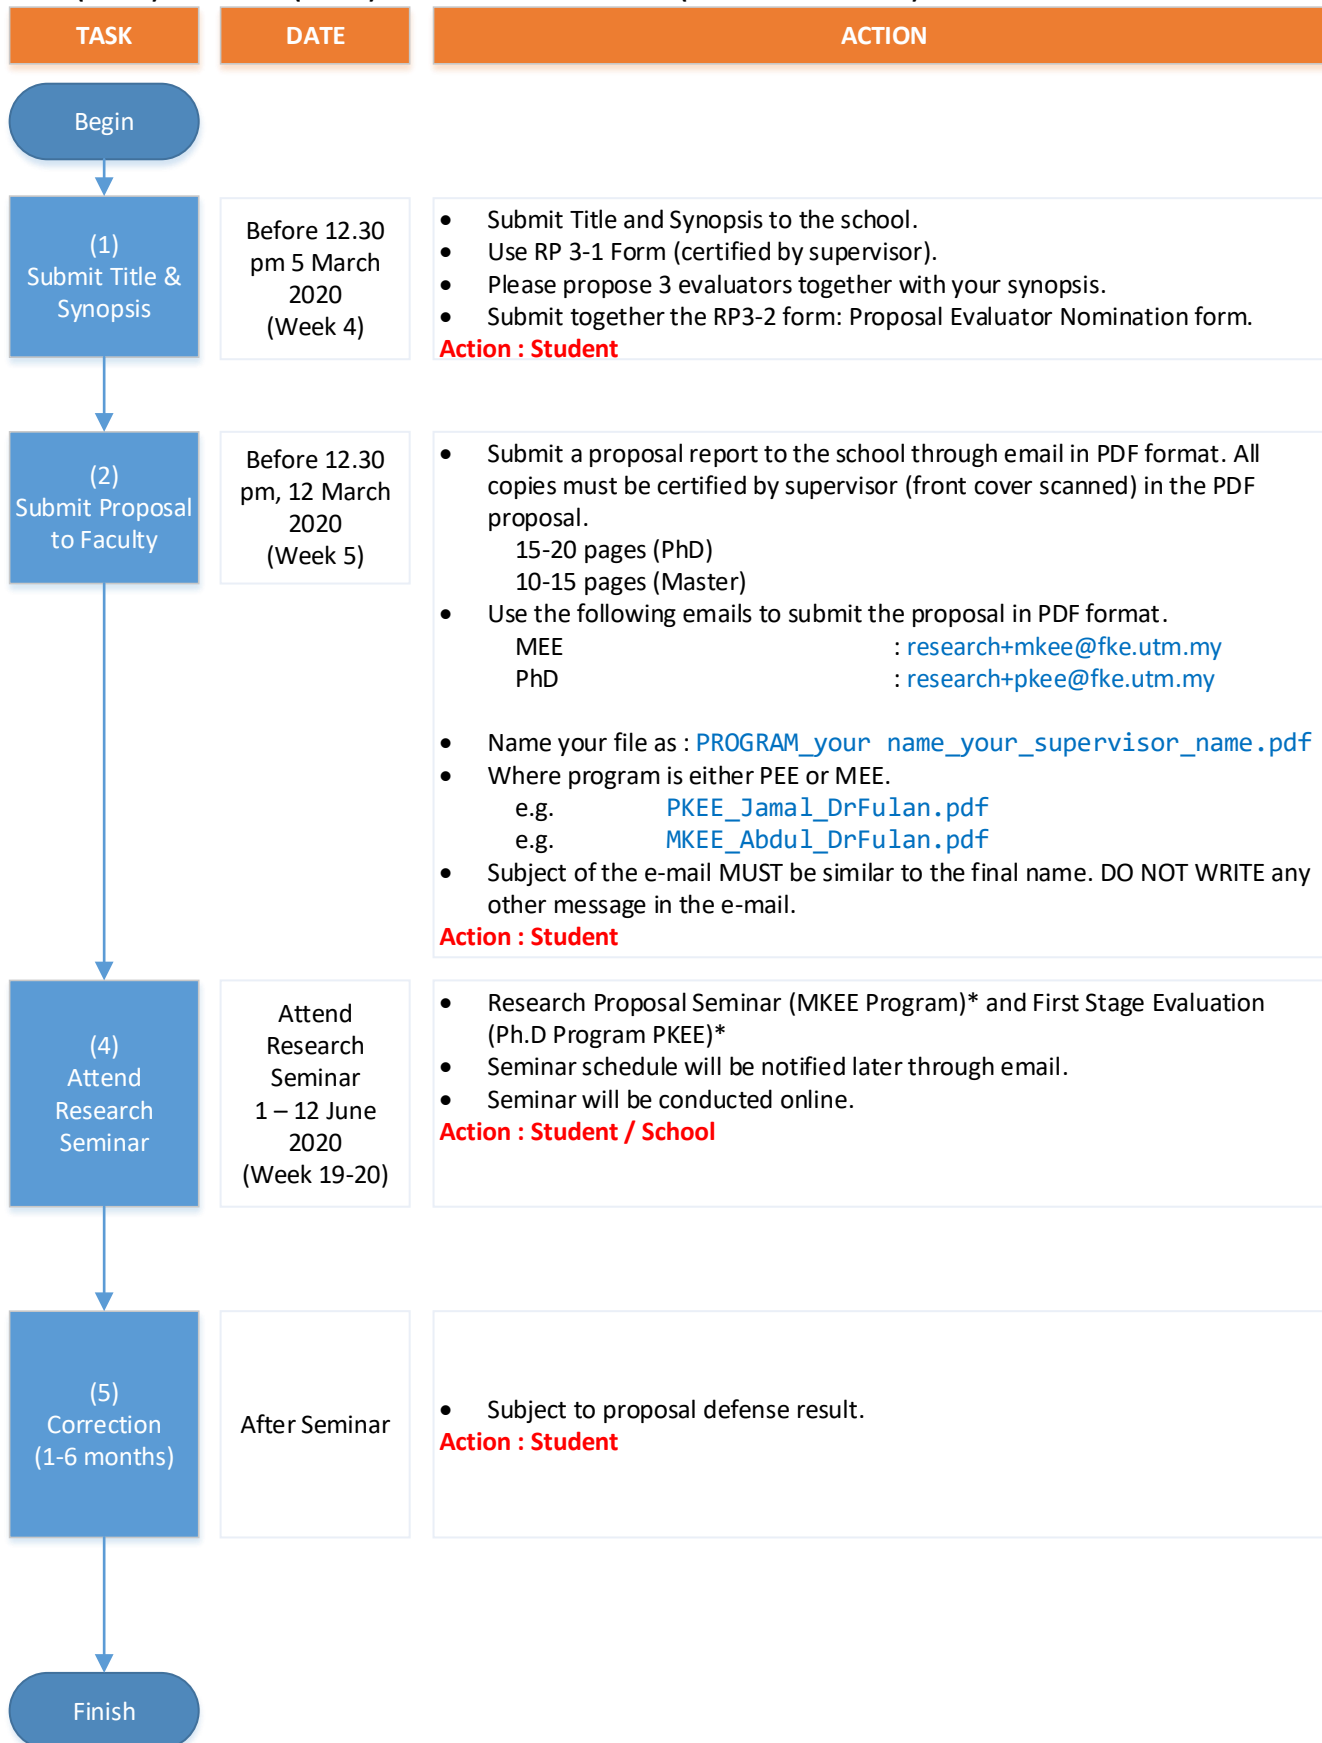 TASK
DATE
ACTION
Begin
(1)
Submit Title &
Synopsis
Before 12.30
pm 5 March
2020
(Week 4)
• Submit Title and Synopsis to the school.
• Use RP 3-1 Form (certified by supervisor).
• Please propose 3 evaluators together with your synopsis.
• Submit together the RP3-2 form: Proposal Evaluator Nomination form.
Action : Student
(2)
Submit Proposal
to Faculty
Before 12.30
pm, 12 March
2020
(Week 5)
• Submit a proposal report to the school through email in PDF format. All
copies must be certified by supervisor (front cover scanned) in the PDF
proposal.
15-20 pages (PhD)
10-15 pages (Master)
• Use the following emails to submit the proposal in PDF format.
MEE : research+mkee@fke.utm.my
PhD : research+pkee@fke.utm.my
• Name your file as : PROGRAM_your name_your_supervisor_name.pdf
• Where program is either PEE or MEE.
e.g. PKEE_Jamal_DrFulan.pdf
e.g. MKEE_Abdul_DrFulan.pdf
• Subject of the e-mail MUST be similar to the final name. DO NOT WRITE any
other message in the e-mail.
Action : Student
(4)
Attend
Research
Seminar
Attend
Research
Seminar
1 – 12 June
2020
(Week 19-20)
• Research Proposal Seminar (MKEE Program)* and First Stage Evaluation
(Ph.D Program PKEE)*
• Seminar schedule will be notified later through email.
• Seminar will be conducted online.
Action : Student / School
(5)
Correction
(1-6 months)
After Seminar
• Subject to proposal defense result.
Action : Student
Finish